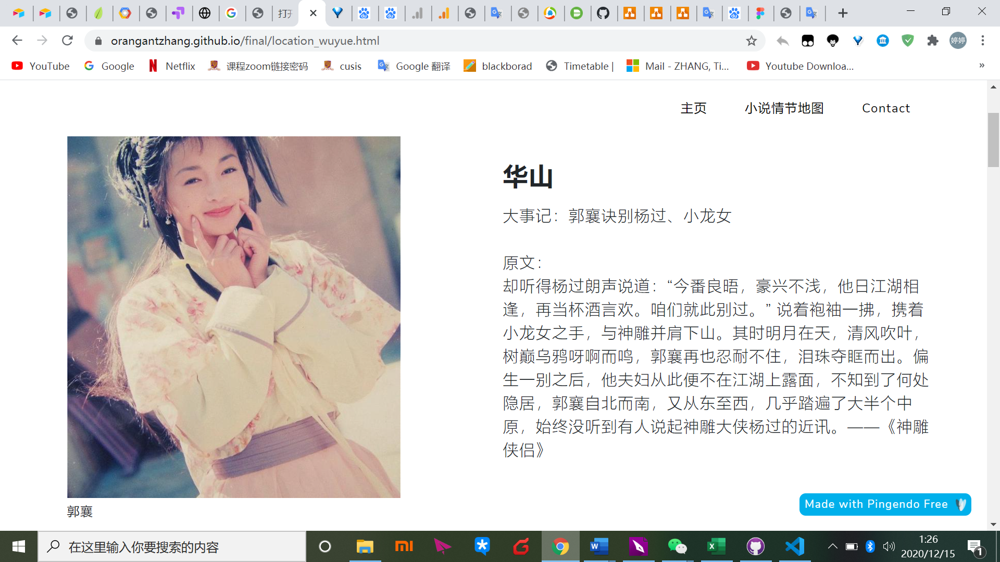 打开
orangantzhang.github.io/final/location_wuyue.html
婷婷
YouTube
Google
Netflix
课程zoom链接密码
cusis
Google 翻译
blackborad
Timetable |
Mail - ZHANG, Ti...
Youtube Downloa...
»
主页
小说情节地图
Contact
华山
大事记：郭襄诀别杨过、小龙女
原文：
却听得杨过朗声说道：“今番良晤，豪兴不浅，他日江湖相
逢，再当杯酒言欢。咱们就此别过。” 说着袍袖一拂，携着
小龙女之手，与神雕并肩下山。其时明月在天，清风吹叶，
树巅乌鸦呀啊而鸣，郭襄再也忍耐不住，泪珠夺眶而出。偏
生一别之后，他夫妇从此便不在江湖上露面，不知到了何处
隐居，郭襄自北而南，又从东至西，几乎踏遍了大半个中
原，始终没听到有人说起神雕大侠杨过的近讯。——《神雕
侠侣》
郭襄
Made with Pingendo Free
在这里输入你要搜索的内容
1:26
2020/12/15
1